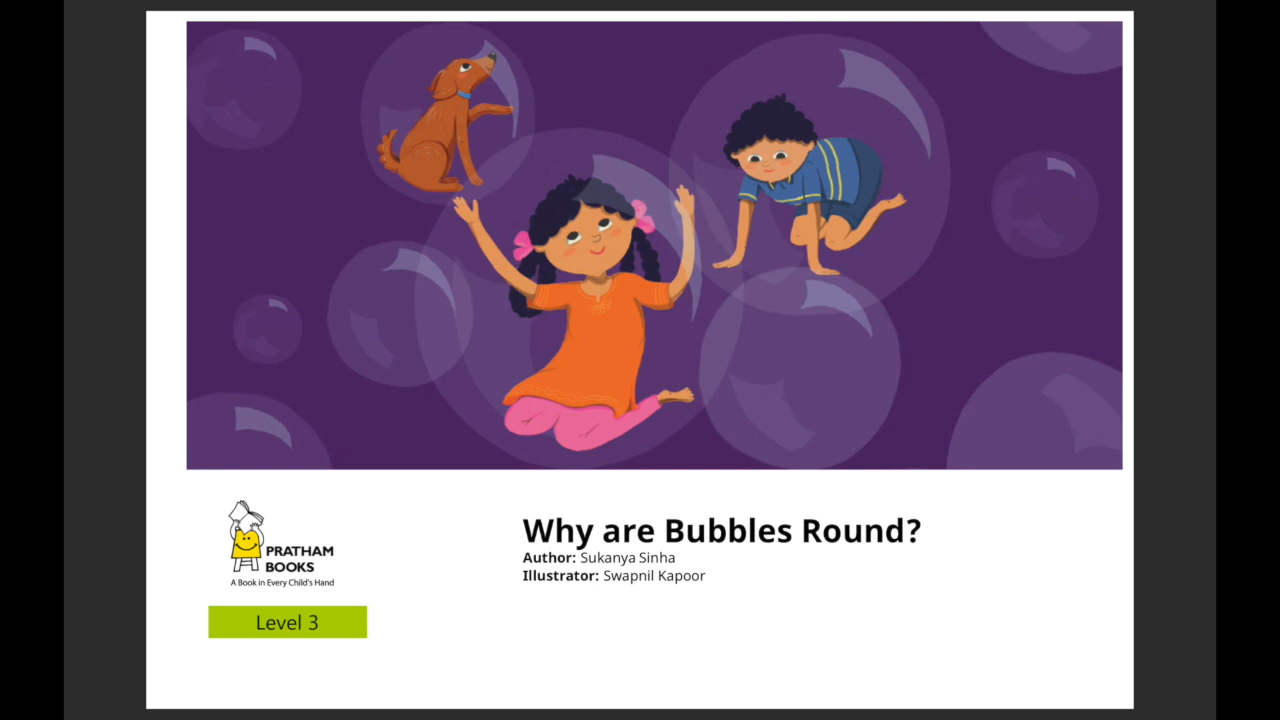 Why are Bubbles Round?
Author: Sukanya Sinha
Illustrator: Swapnil Kapoor
PRATHAM
BOOKS
A Book in Every Child's Hand
Level 3